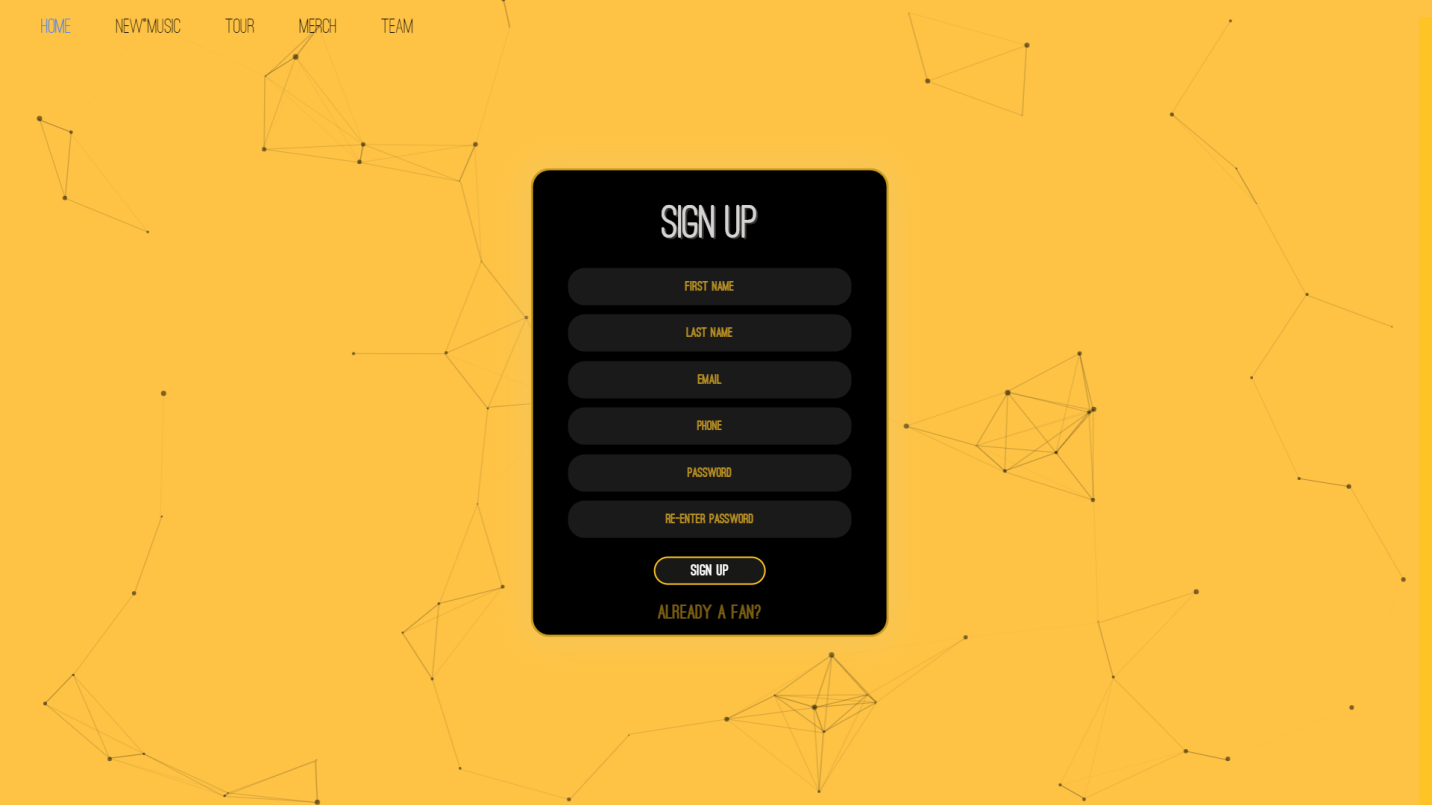 HOME NEW*MUSIC TOUR MERCH TEAM
SIGN UP
FIRST NAME
LAST NAME
EMAIL
PHONE
PASSWORD
RE-ENTER PASSWORD
SIGN UP
ALREADY A FAN?